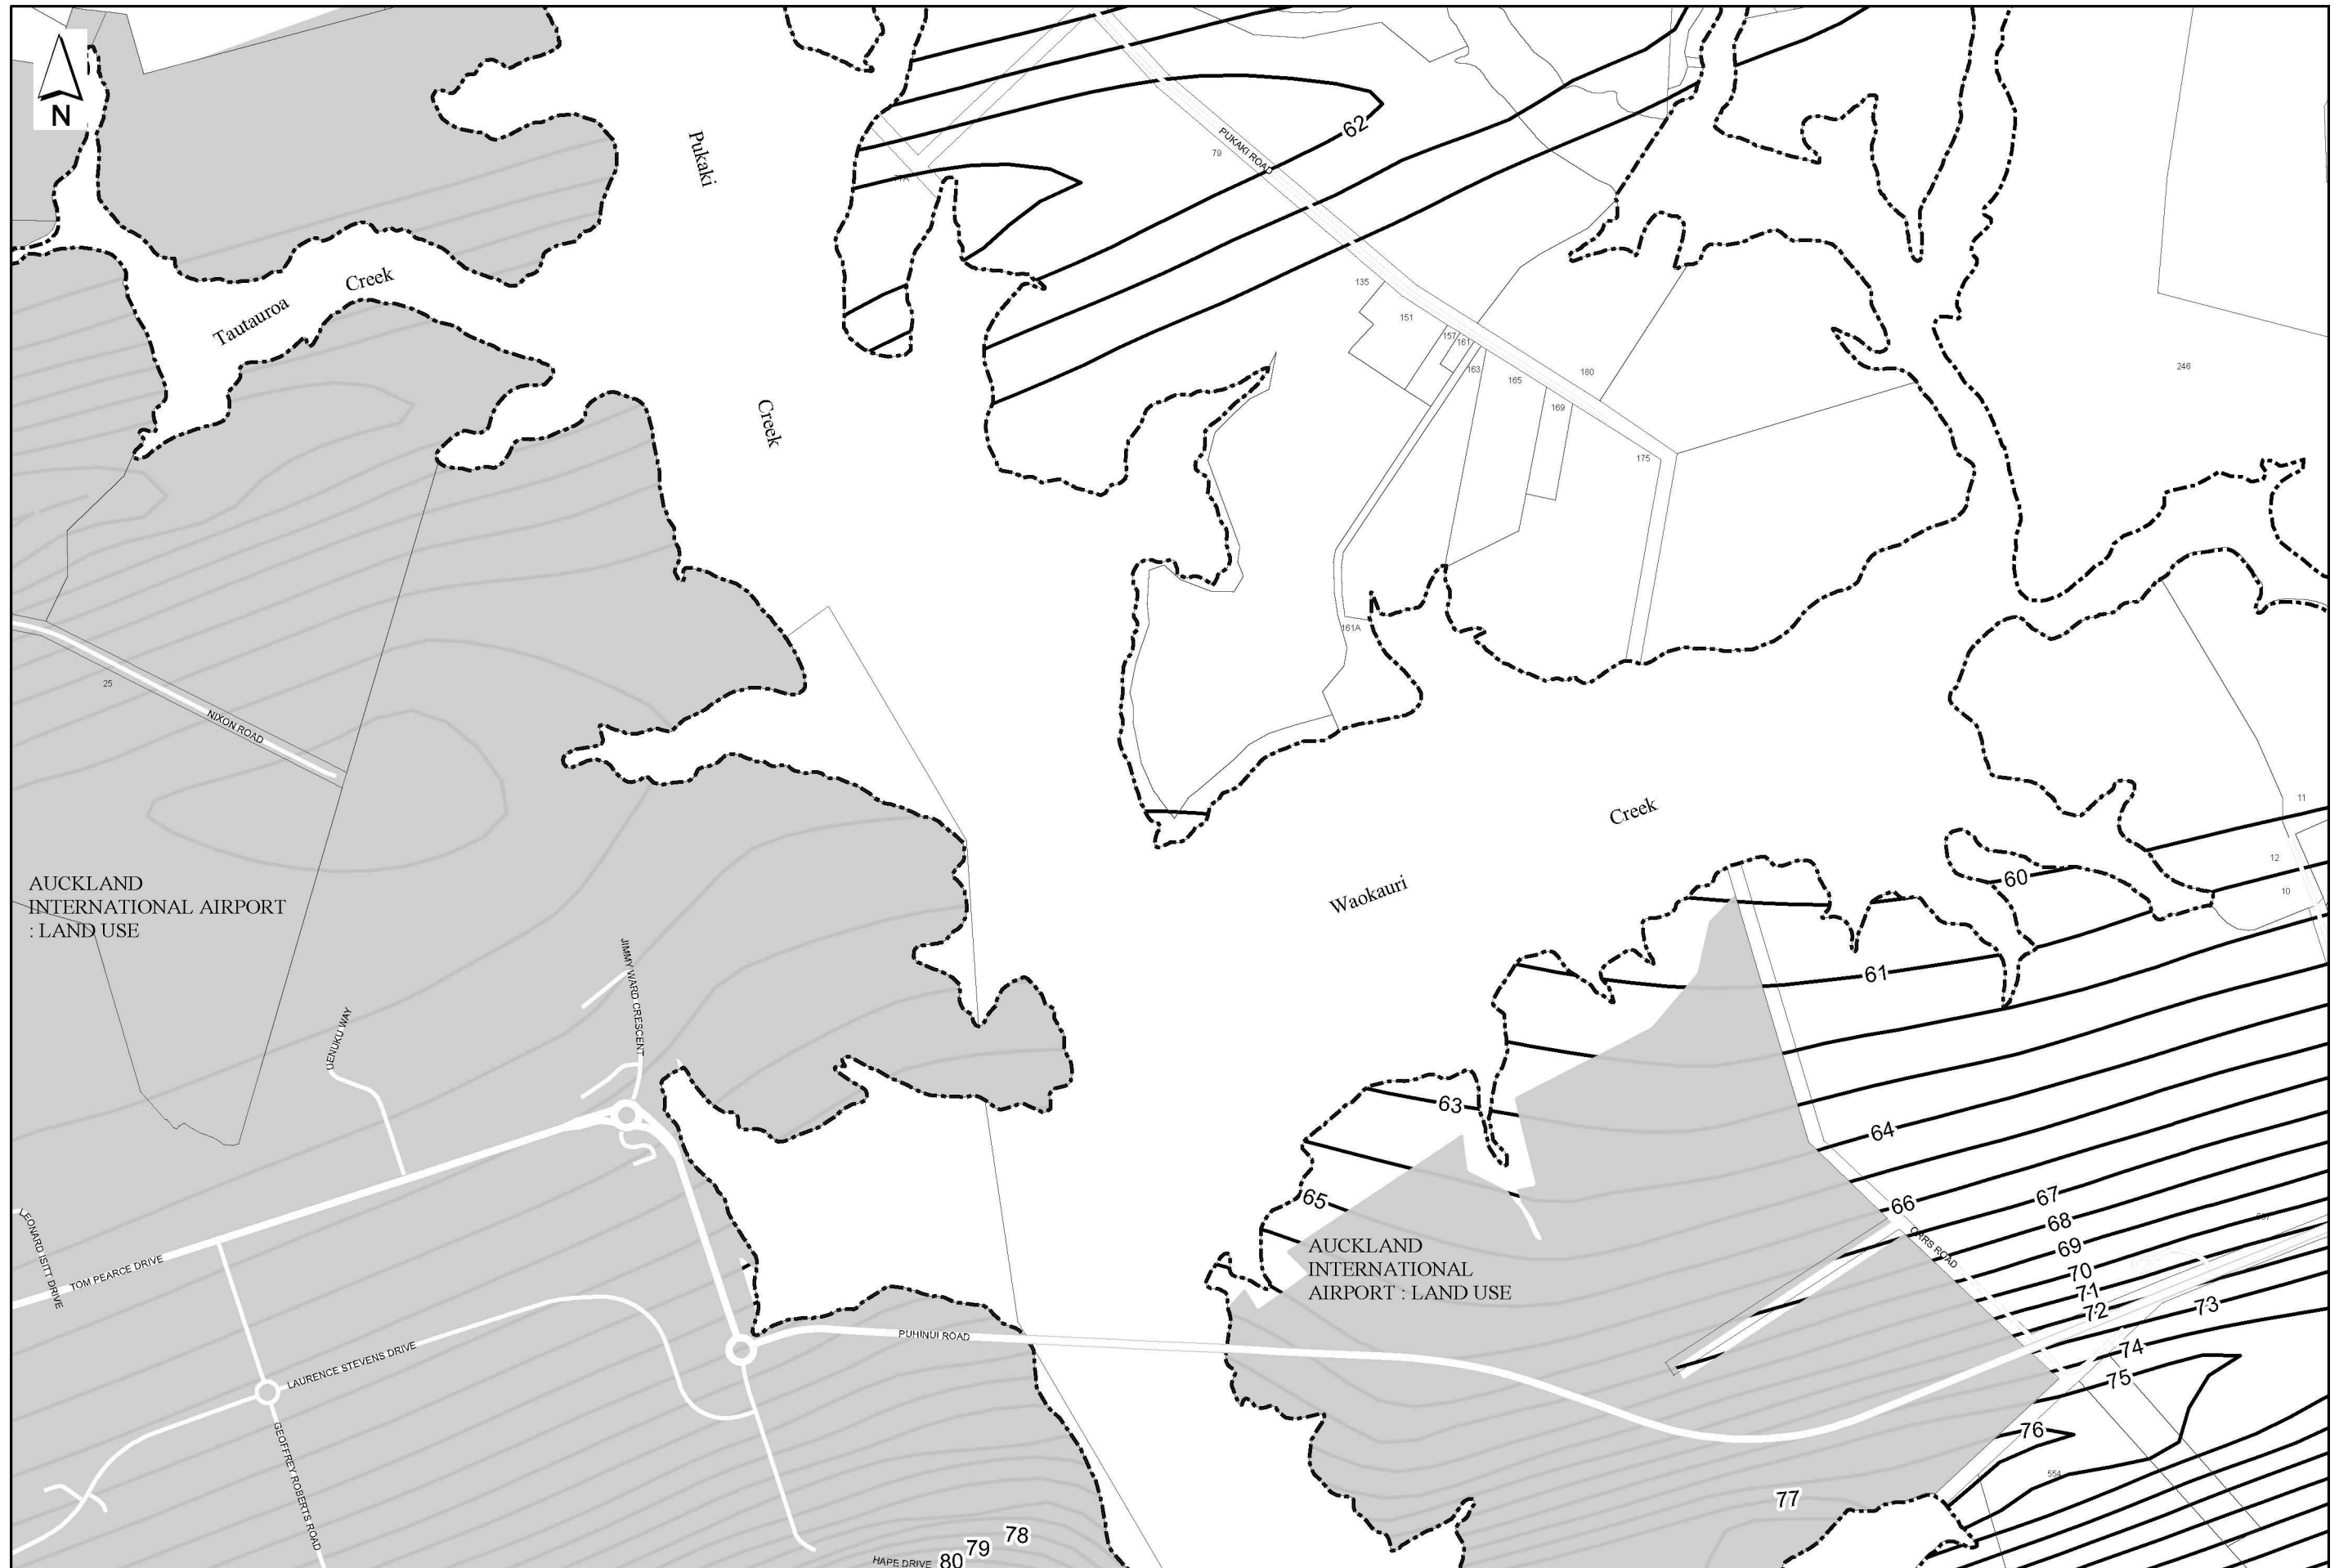 N
Pukaki
62
PUKAKI ROAD
79
Creek
Tautauroa
135
151
157
161
163
165
180
169
246
Creek
175
161A
25
NIXON ROAD
11
Creek
12
60
10
AUCKLAND
INTERNATIONAL AIRPORT
: LAND USE
Waokauri
61
JIMMY WARD CRESCENT
UENUKU WAY
63
64
65
66
67
68
69
70
71
72
73
74
75
76
77
78
79
80
AUCKLAND
INTERNATIONAL
AIRPORT : LAND USE
LEONARD ISITT DRIVE
TOM PEARCE DRIVE
PUHINUI ROAD
LAURENCE STEVENS DRIVE
GEOFFREY ROBERTS ROAD
554
HAPE DRIVE